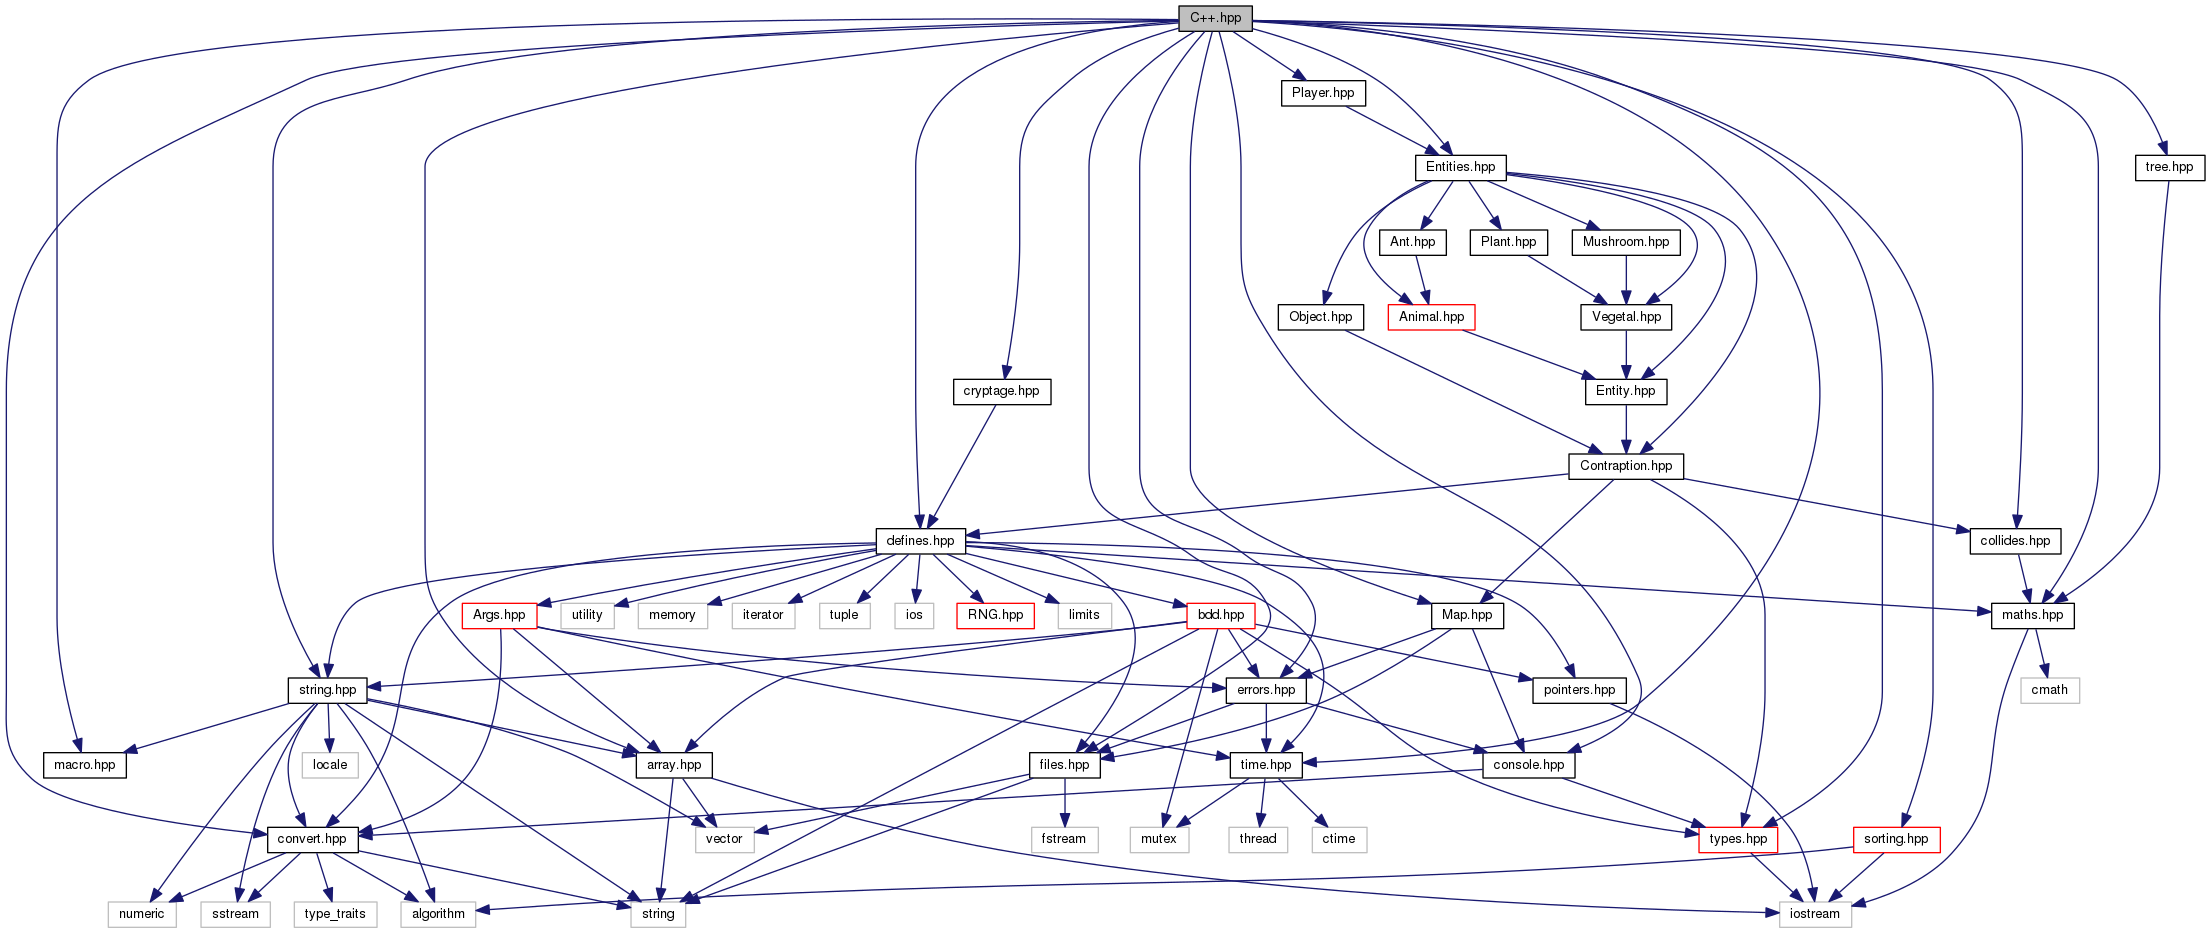 C++.hpp
Player.hpp
Entities.hpp
tree.hpp
Ant.hpp
Plant.hpp
Mushroom.hpp
Object.hpp
Animal.hpp
Vegetal.hpp
cryptage.hpp
Entity.hpp
Contraption.hpp
defines.hpp
collides.hpp
Args.hpp
utility
memory
iterator
tuple
ios
RNG.hpp
limits
bdd.hpp
Map.hpp
maths.hpp
string.hpp
errors.hpp
pointers.hpp
cmath
macro.hpp
locale
array.hpp
files.hpp
time.hpp
console.hpp
convert.hpp
vector
fstream
mutex
thread
ctime
types.hpp
sorting.hpp
numeric
sstream
type_traits
algorithm
string
iostream